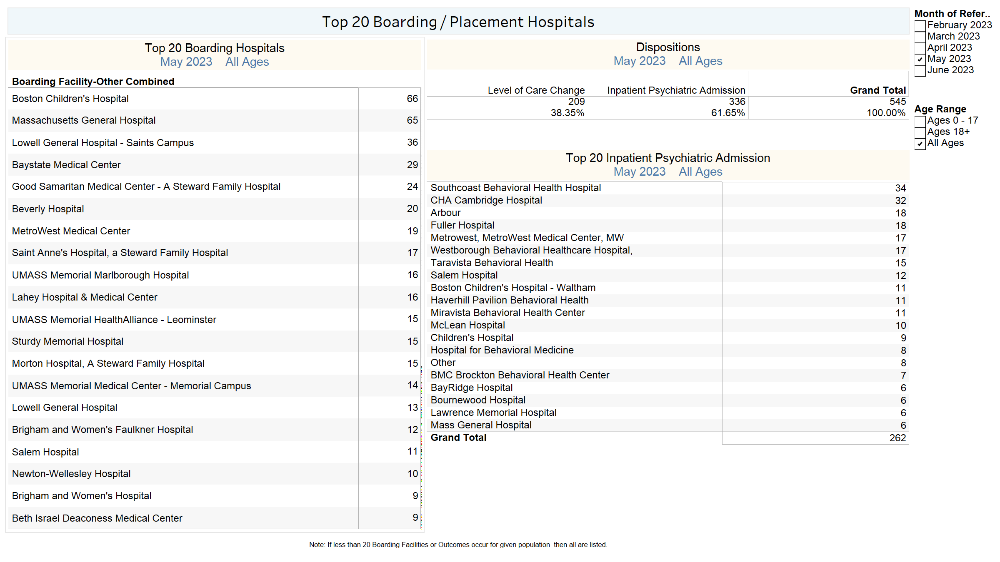 Top 20 Boarding / Placement Hospitals
Top 20 Boarding Hospitals
May 2023 All Ages
Boarding Facility-Other Combined
Boston Children's Hospital 66
Massachusetts General Hospital 65
Lowell General Hospital - Saints Campus 36
Baystate Medical Center 29
Good Samaritan Medical Center - A Steward Family Hospital 24
Beverly Hospital 20
MetroWest Medical Center 19
Saint Anne's Hospital, a Steward Family Hospital 17
UMASS Memorial Marlborough Hospital 16
Lahey Hospital & Medical Center 16
UMASS Memorial HealthAlliance - Leominster 15
Sturdy Memorial Hospital 15
Morton Hospital, A Steward Family Hospital 15
UMASS Memorial Medical Center - Memorial Campus 14
Lowell General Hospital 13
Brigham and Women's Faulkner Hospital 12
Salem Hospital 11
Newton-Wellesley Hospital 10
Brigham and Women's Hospital 9
Beth Israel Deaconess Medical Center 9
Dispositions
May 2023 All Ages
Level of Care Change Inpatient Psychiatric Admission Grand Total
209 336 545
38.35% 61.65% 100.00%
Top 20 Inpatient Psychiatric Admission
May 2023 All Ages
Southcoast Behavioral Health Hospital 34
CHA Cambridge Hospital 32
Arbour 18
Fuller Hospital 18
Metrowest, MetroWest Medical Center, MW 17
Westborough Behavioral Healthcare Hospital, 17
Taravista Behavioral Health 15
Salem Hospital 12
Boston Children's Hospital - Waltham 11
Haverhill Pavilion Behavioral Health 11
Miravista Behavioral Health Center 11
McLean Hospital 10
Children's Hospital 9
Hospital for Behavioral Medicine 8
Other 8
BMC Brockton Behavioral Health Center 7
BayRidge Hospital 6
Bournewood Hospital 6
Lawrence Memorial Hospital 6
Mass General Hospital 6
Grand Total 262
Month of Refer..
February 2023
March 2023
April 2023
May 2023
June 2023
Age Range
Ages 0 - 17
Ages 18+
All Ages
Note: If less than 20 Boarding Facilities or Outcomes occur for given population then all are listed.